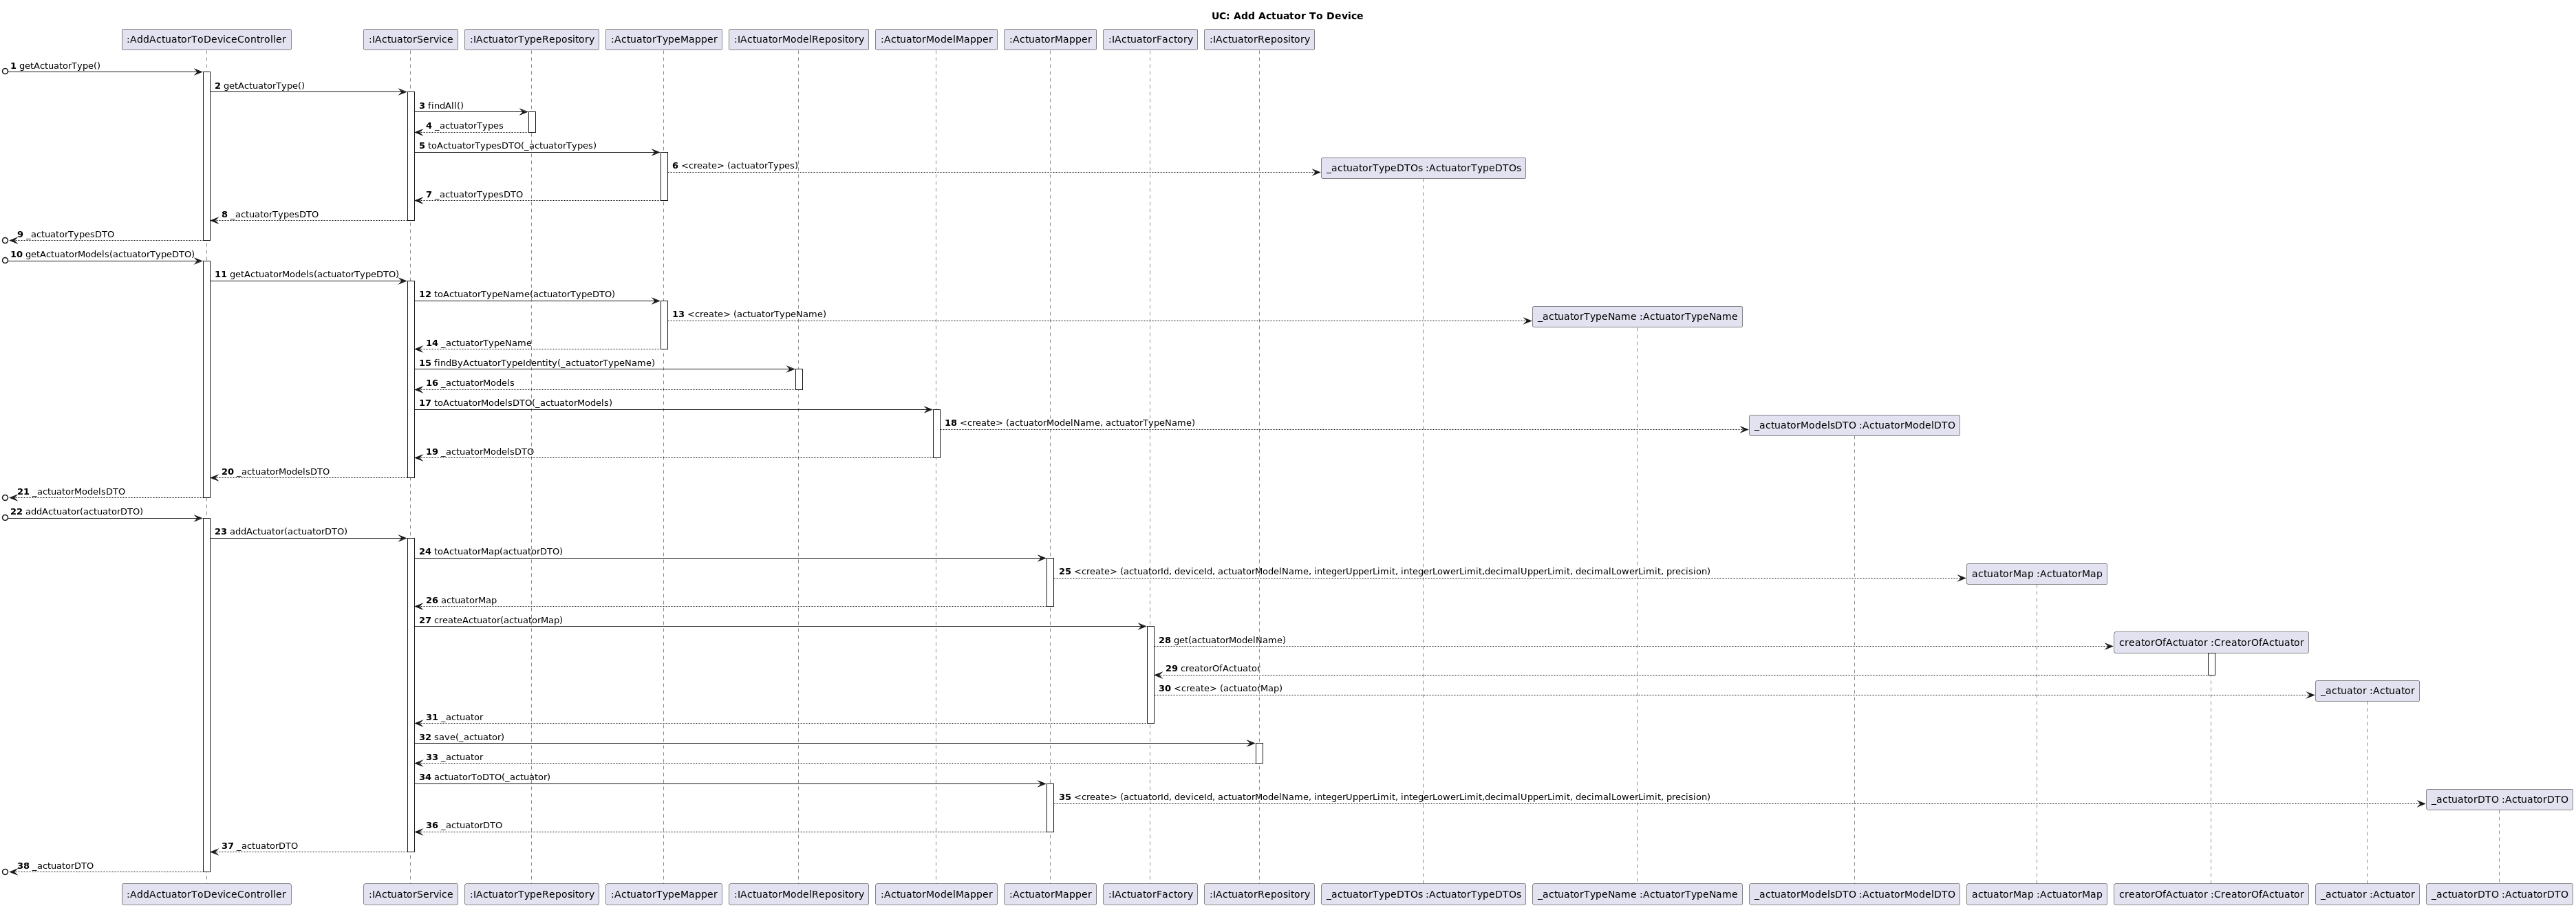 UC: Add Actuator To Device
:AddActuatorToDeviceController :IActuatorService :IActuatorTypeRepository :ActuatorTypeMapper :IActuatorModelRepository :ActuatorModelMapper :ActuatorMapper :IActuatorFactory :IActuatorRepository
1 getActuatorType()
2 getActuatorType()
3 findAll()
4 _actuatorTypes
5 toActuatorTypesDTO(_actuatorTypes)
6 <create> (actuatorTypes) _actuatorTypeDTOs :ActuatorTypeDTOs
7 _actuatorTypesDTO
8 _actuatorTypesDTO
9 _actuatorTypesDTO
10 getActuatorModels(actuatorTypeDTO)
11 getActuatorModels(actuatorTypeDTO)
12 toActuatorTypeName(actuatorTypeDTO)
13 <create> (actuatorTypeName) _actuatorTypeName :ActuatorTypeName
14 _actuatorTypeName
15 findByActuatorTypeIdentity(_actuatorTypeName)
16 _actuatorModels
17 toActuatorModelsDTO(_actuatorModels)
18 <create> (actuatorModelName, actuatorTypeName) _actuatorModelsDTO :ActuatorModelDTO
19 _actuatorModelsDTO
20 _actuatorModelsDTO
21 _actuatorModelsDTO
22 addActuator(actuatorDTO)
23 addActuator(actuatorDTO)
24 toActuatorMap(actuatorDTO)
25 <create> (actuatorId, deviceId, actuatorModelName, integerUpperLimit, integerLowerLimit,decimalUpperLimit, decimalLowerLimit, precision) actuatorMap :ActuatorMap
26 actuatorMap
27 createActuator(actuatorMap)
28 get(actuatorModelName) creatorOfActuator :CreatorOfActuator
29 creatorOfActuator
30 <create> (actuatorMap) _actuator :Actuator
31 _actuator
32 save(_actuator)
33 _actuator
34 actuatorToDTO(_actuator)
35 <create> (actuatorId, deviceId, actuatorModelName, integerUpperLimit, integerLowerLimit,decimalUpperLimit, decimalLowerLimit, precision) _actuatorDTO :ActuatorDTO
36 _actuatorDTO
37 _actuatorDTO
38 _actuatorDTO
:AddActuatorToDeviceController :IActuatorService :IActuatorTypeRepository :ActuatorTypeMapper :IActuatorModelRepository :ActuatorModelMapper :ActuatorMapper :IActuatorFactory :IActuatorRepository _actuatorTypeDTOs :ActuatorTypeDTOs _actuatorTypeName :ActuatorTypeName _actuatorModelsDTO :ActuatorModelDTO actuatorMap :ActuatorMap creatorOfActuator :CreatorOfActuator _actuator :Actuator _actuatorDTO :ActuatorDTO